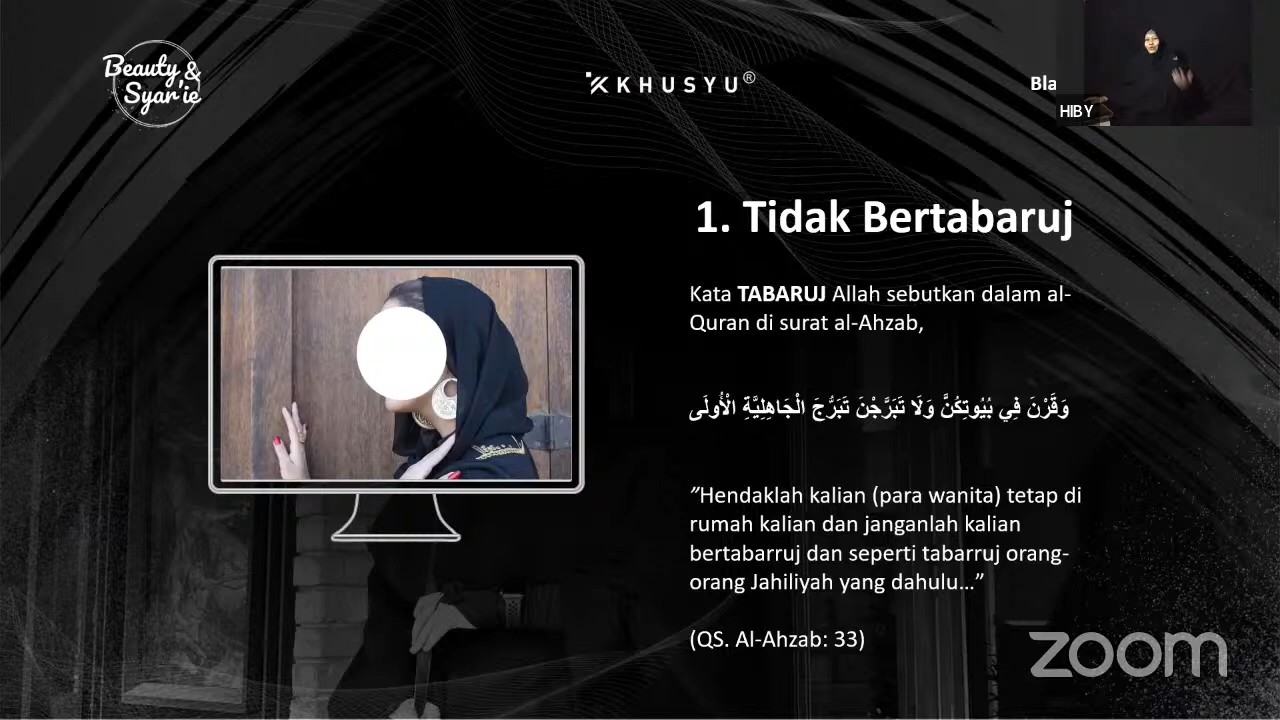 Beauty &
Syar'ie
KHUSYU®
Bla
HIBY
1. Tidak Bertabaruj
Kata TABARUJ Allah sebutkan dalam al-
Quran di surat al-Ahzab,
وَقَرْنَ فِي بُيُوتِكُنَّ وَلَا تَبَرَّجْنَ تَبَرُّجَ الْجَاهِلِيَّةِ الْأُولَى
”Hendaklah kalian (para wanita) tetap di
rumah kalian dan janganlah kalian
bertabarruj dan seperti tabarruj orang-
orang Jahiliyah yang dahulu…”
(QS. Al-Ahzab: 33)
zoom